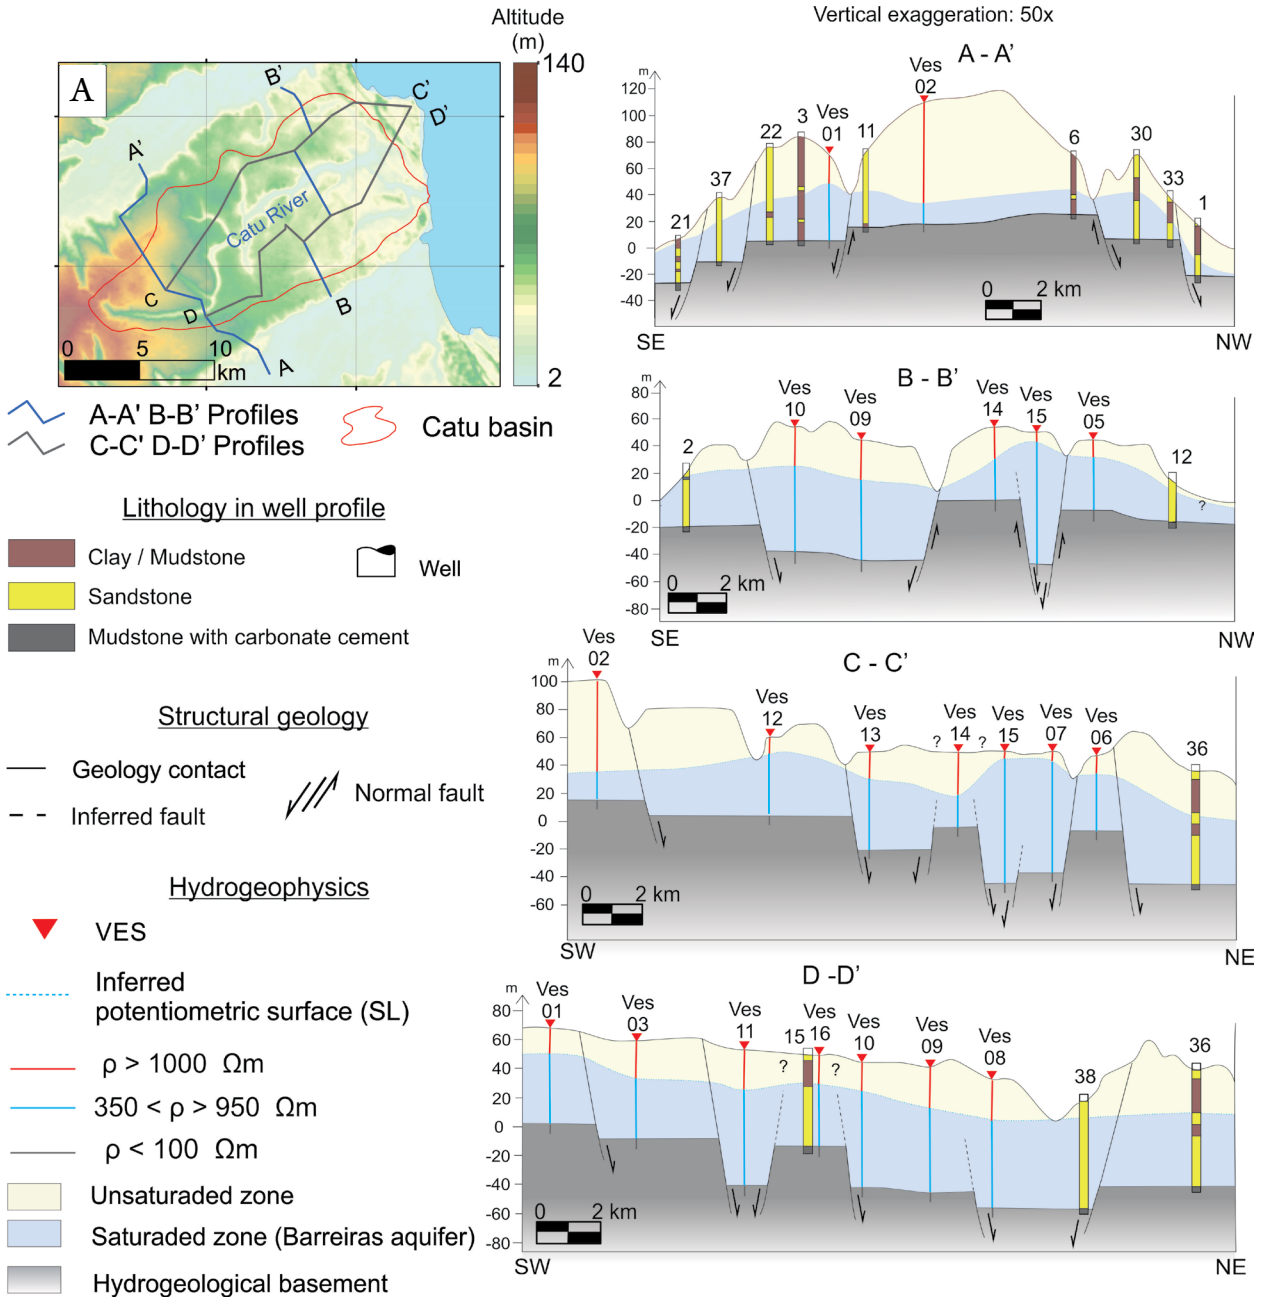 Altitude
(m)
140
2
A
B'
C'
D'
A'
Catu River
C
D
B
A
0 5 10
km
A-A' B-B' Profiles
C-C' D-D' Profiles
Catu basin
Lithology in well profile
Clay / Mudstone
Sandstone
Mudstone with carbonate cement
Well
Structural geology
Geology contact
Inferred fault
Normal fault
Hydrogeophysics
VES
Inferred
potentiometric surface (SL)
ρ > 1000 Ωm
350 < ρ > 950 Ωm
ρ < 100 Ωm
Unsaturaded zone
Saturaded zone (Barreiras aquifer)
Hydrogeological basement
Vertical exaggeration: 50x
A - A'
m
120
100
80
60
40
20
0
-20
-40
21
37
22
3
Ves
01
11
Ves
02
6
30
33
1
0 2 km
SE
NW
B - B'
m
80
60
40
20
0
-20
-40
-60
-80
2
Ves
10
Ves
09
Ves
14
Ves
15
Ves
05
12
?
0 2 km
SE
NW
C - C'
m
100
80
60
40
20
0
-20
-40
-60
Ves
02
Ves
12
Ves
13
?
Ves
14
?
Ves
15
Ves
07
Ves
06
36
0 2 km
SW
NE
D -D'
m
80
60
40
20
0
-20
-40
-60
-80
Ves
01
Ves
03
Ves
11
?
15
Ves
16
?
Ves
10
Ves
09
Ves
08
38
36
0 2 km
SW
NE